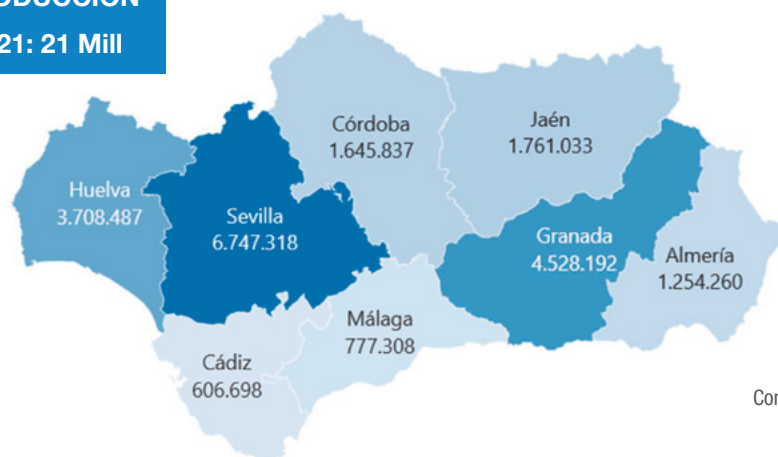 21: 21 Mill
Córdoba
1.645.837
Jaén
1.761.033
Huelva
3.708.487
Sevilla
6.747.318
Granada
4.528.192
Almería
1.254.260
Málaga
777.308
Cádiz
606.698